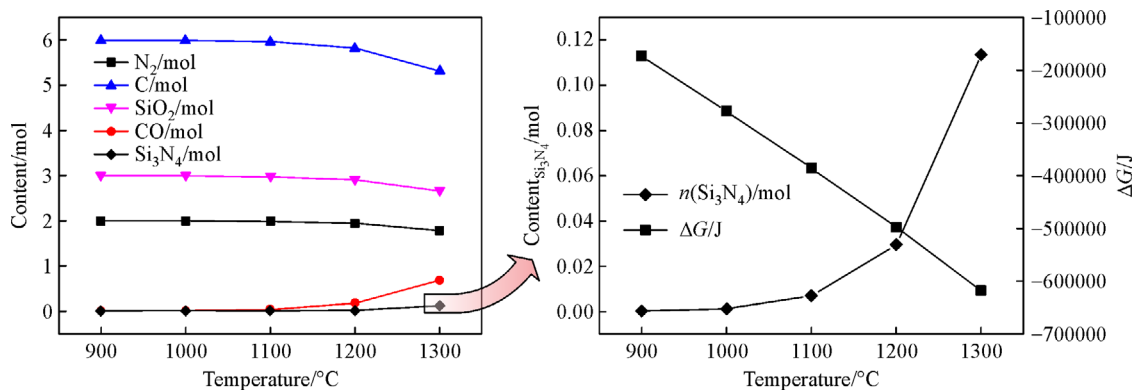 6
5
4
3
2
1
0
Content/mol
N₂/mol
C/mol
SiO₂/mol
CO/mol
Si₃N₄/mol
900 1000 1100 1200 1300
Temperature/°C
0.12
0.10
0.08
0.06
0.04
0.02
0.00
Content_Si₃N₄/mol
n(Si₃N₄)/mol
ΔG/J
−100000
−200000
−300000
−400000
−500000
−600000
−700000
ΔG/J
900 1000 1100 1200 1300
Temperature/°C